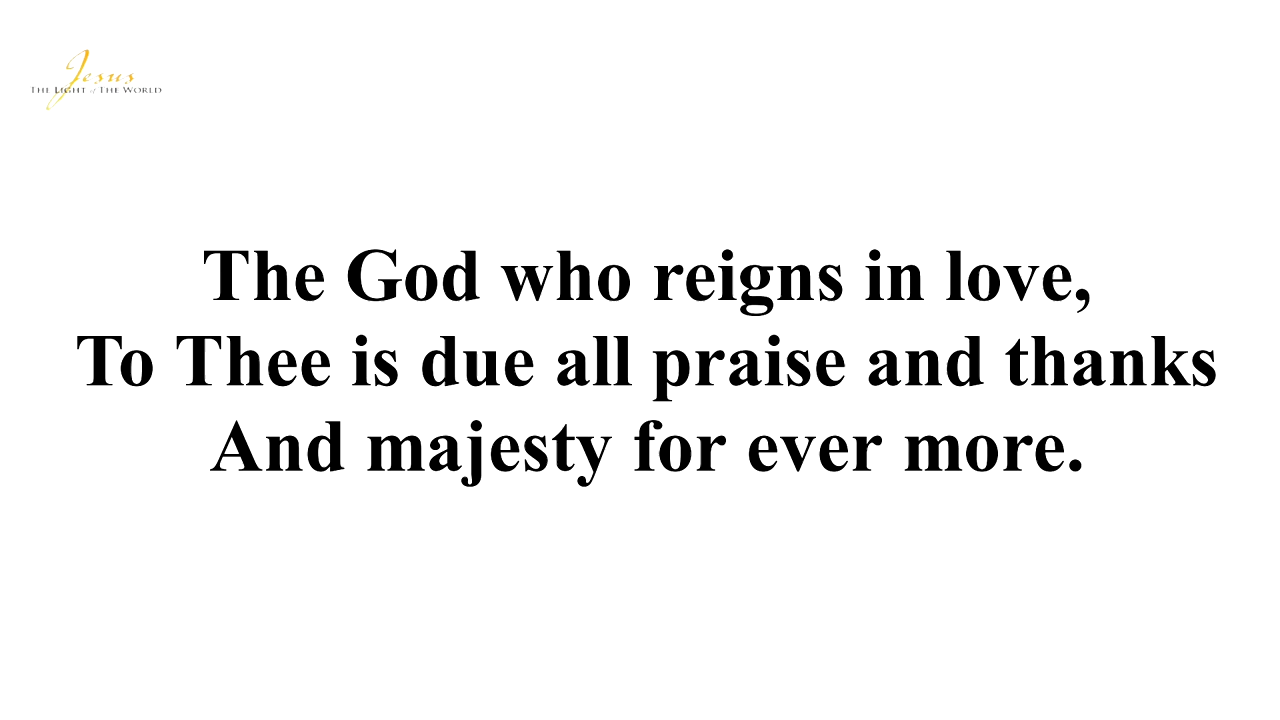 Jesus
The Light of The World
The God who reigns in love,
To Thee is due all praise and thanks
And majesty for ever more.